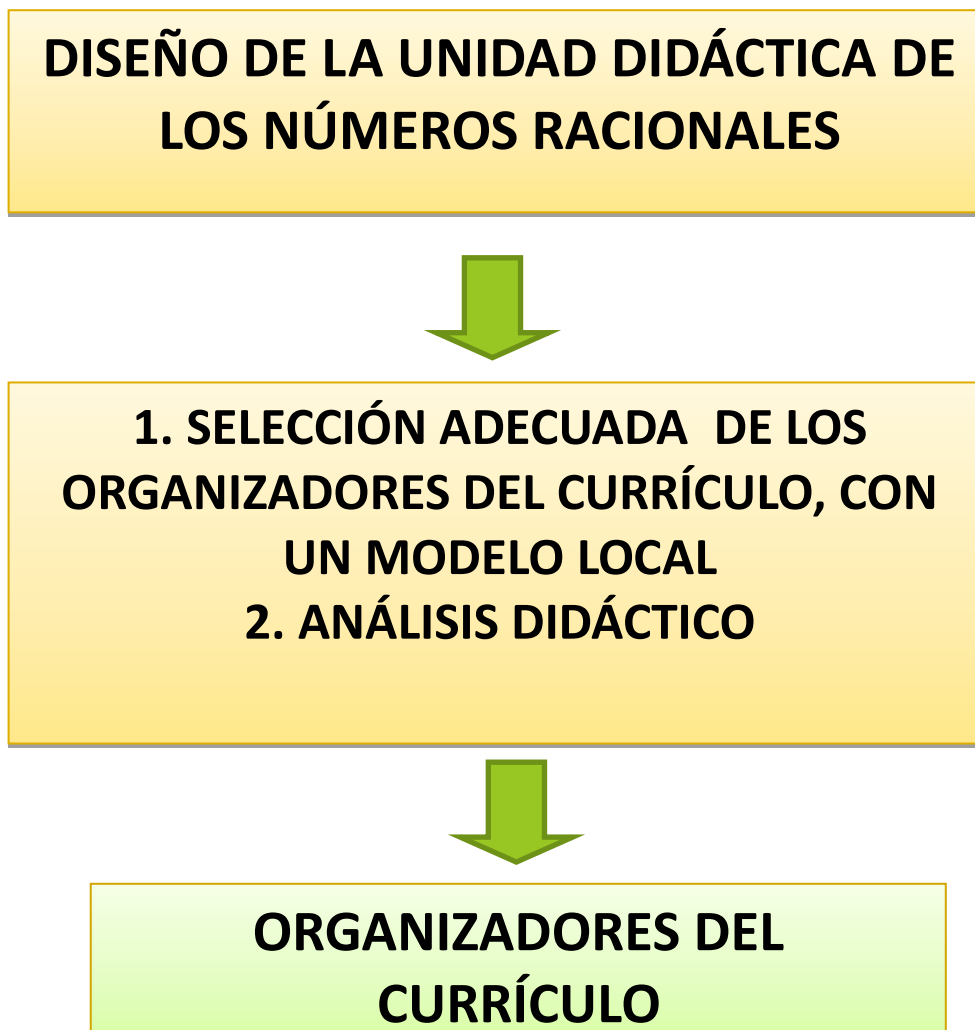 DISEÑO DE LA UNIDAD DIDÁCTICA DE
LOS NÚMEROS RACIONALES
1. SELECCIÓN ADECUADA  DE LOS
ORGANIZADORES DEL CURRÍCULO, CON
UN MODELO LOCAL
2. ANÁLISIS DIDÁCTICO
ORGANIZADORES DEL
CURRÍCULO